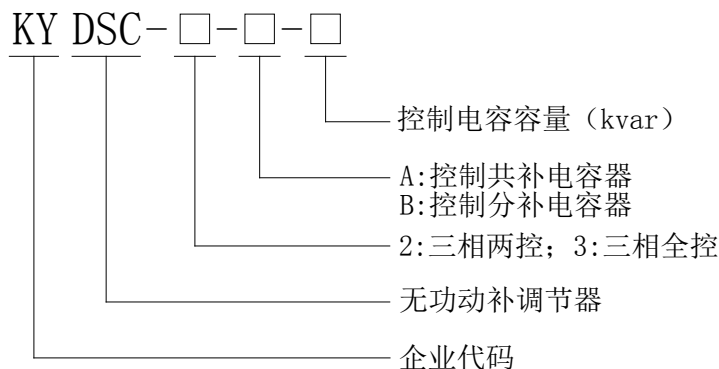 KY DSC-□-□-□
控制电容容量（kvar）
A:控制共补电容器
B:控制分补电容器
2:三相两控；3:三相全控
无功动补调节器
企业代码